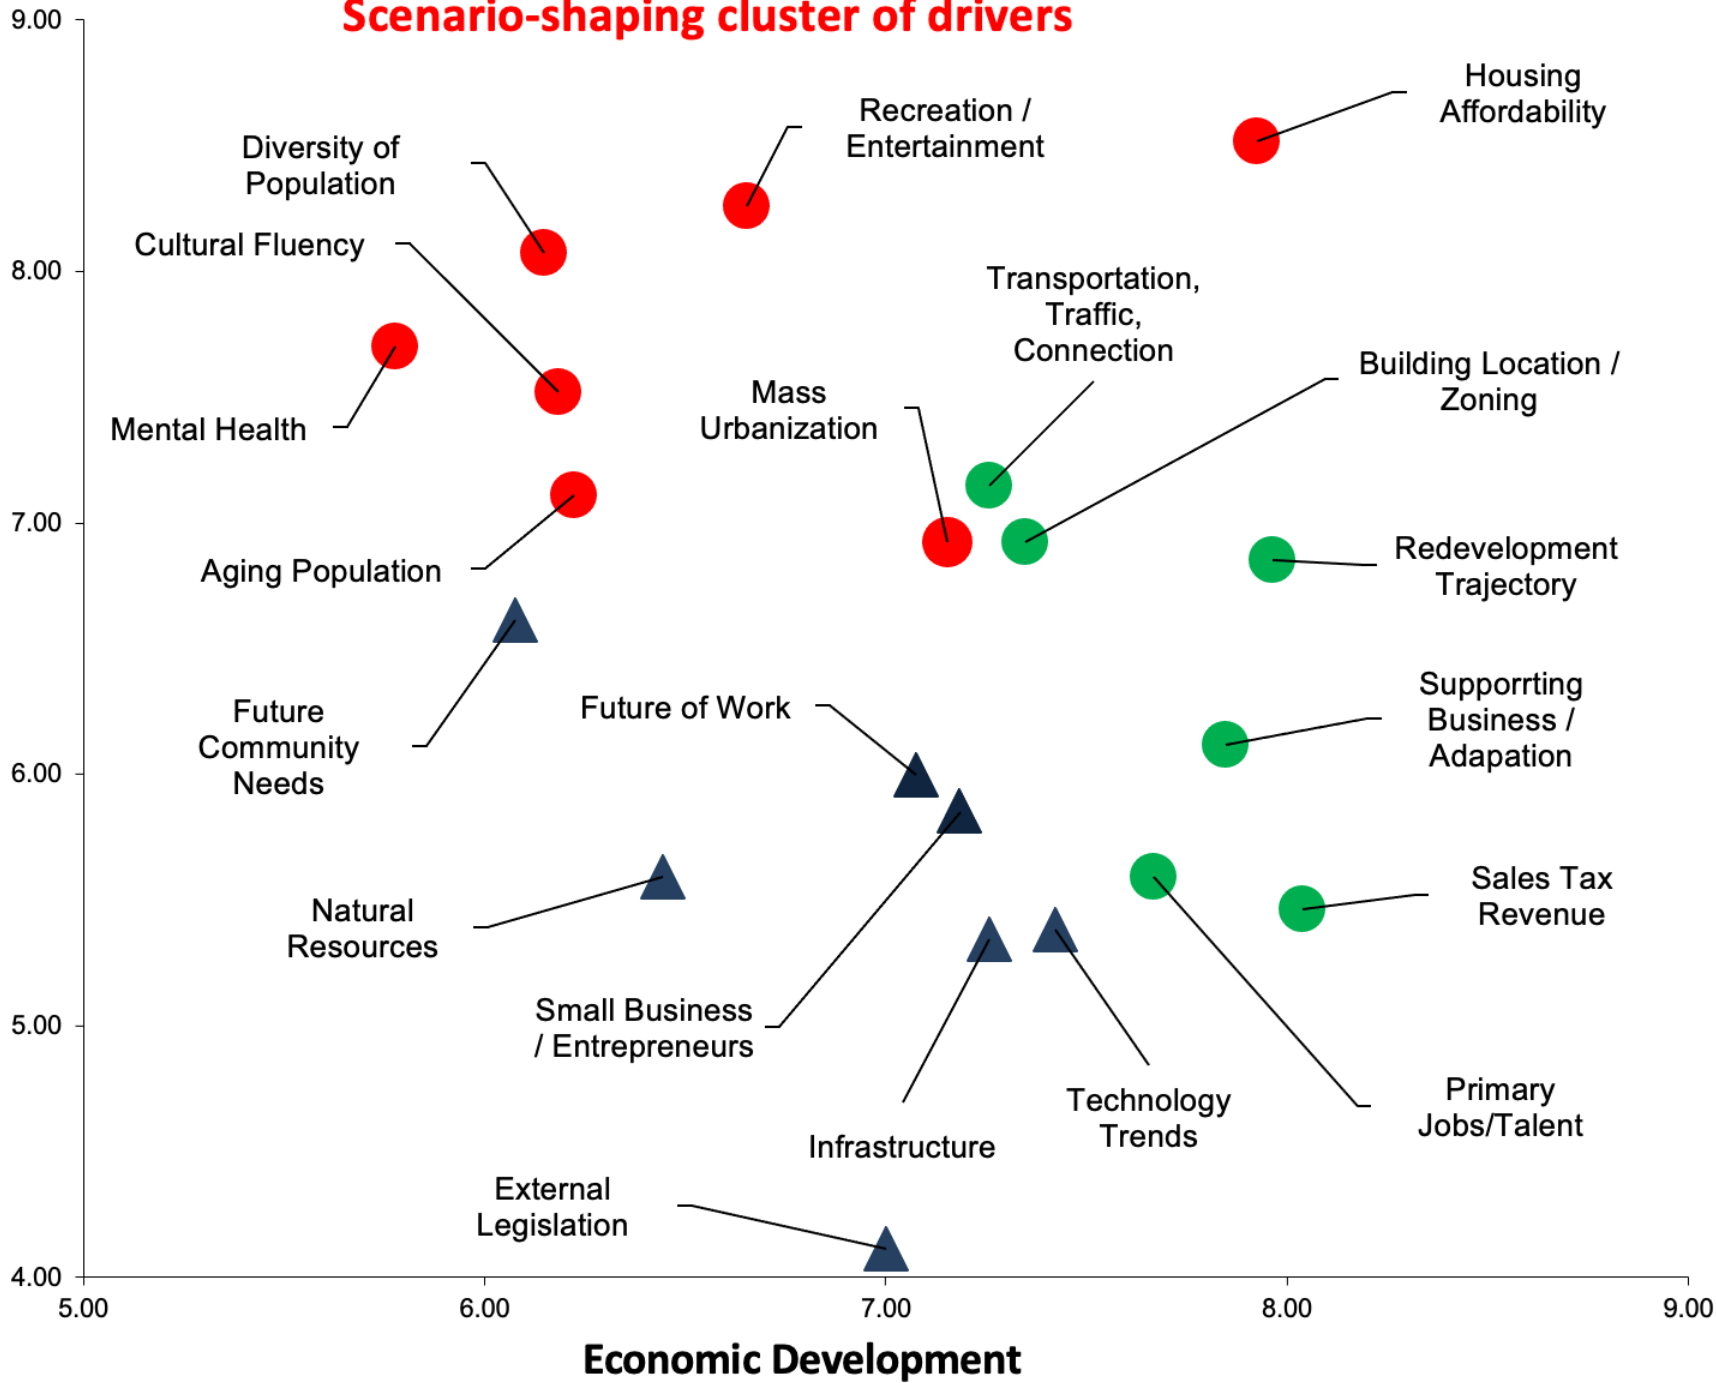 Scenario-shaping cluster of drivers
9.00
Housing
Affordability
Recreation /
Entertainment
Diversity of
Population
Cultural Fluency
8.00
Transportation,
Traffic,
Connection
Building Location /
Zoning
Mass
Urbanization
Mental Health
7.00
Redevelopment
Trajectory
Aging Population
Supporrting
Business /
Adapation
Future of Work
Future
Community
Needs
6.00
Sales Tax
Revenue
Natural
Resources
Small Business
/ Entrepreneurs
5.00
Primary
Jobs/Talent
Technology
Trends
Infrastructure
External
Legislation
4.00
5.00 6.00 7.00 8.00 9.00
Economic Development